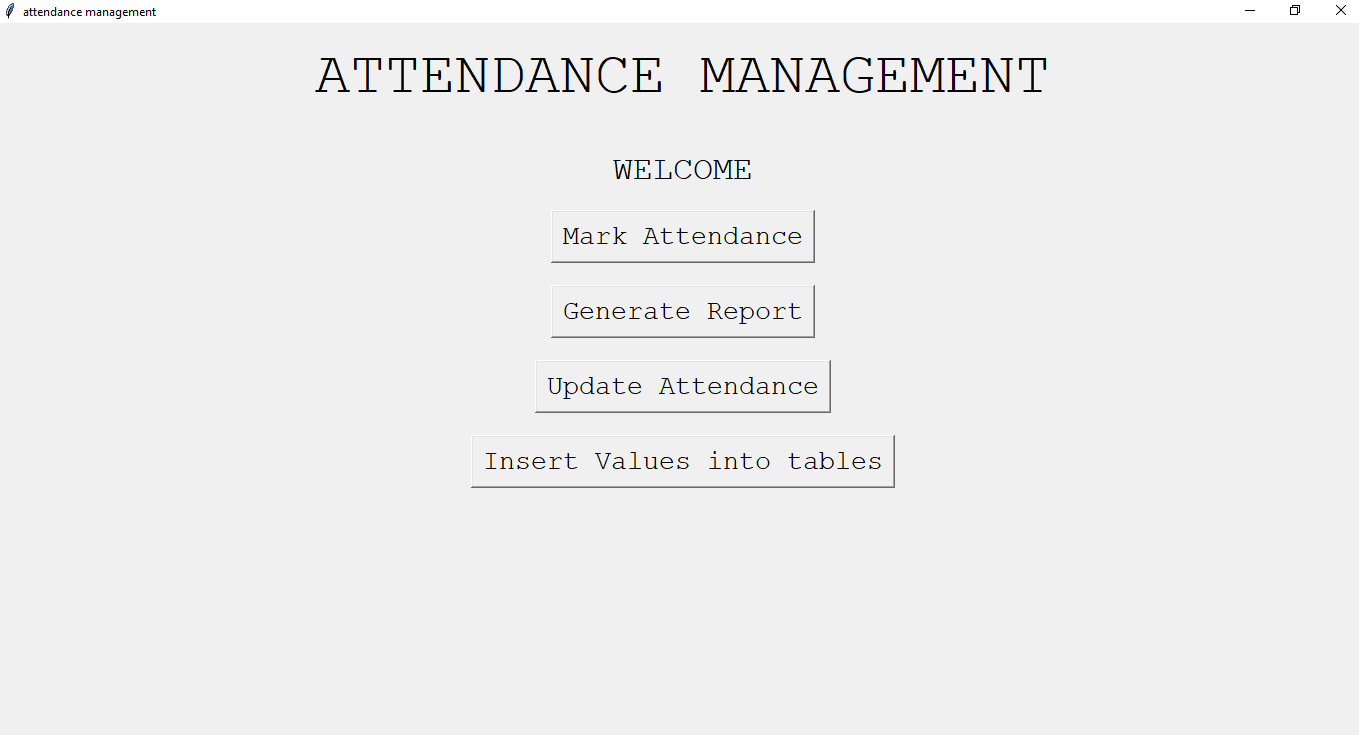 attendance management
ATTENDANCE MANAGEMENT
WELCOME
Mark Attendance
Generate Report
Update Attendance
Insert Values into tables